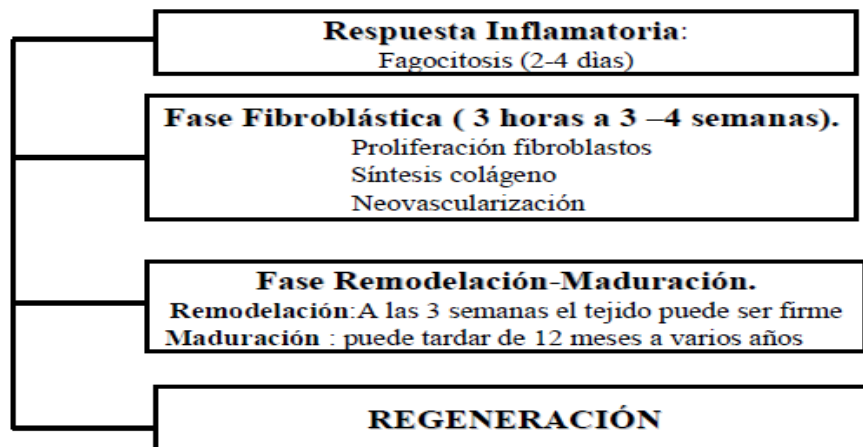 Respuesta Inflamatoria:
Fagocitosis (2-4 dìas)
Fase Fibroblástica ( 3 horas a 3 –4 semanas).
Proliferación fibroblastos
Síntesis colágeno
Neovascularización
Fase Remodelación-Maduración.
Remodelación:A las 3 semanas el tejido puede ser firme
Maduración : puede tardar de 12 meses a varios años
REGENERACIÓN